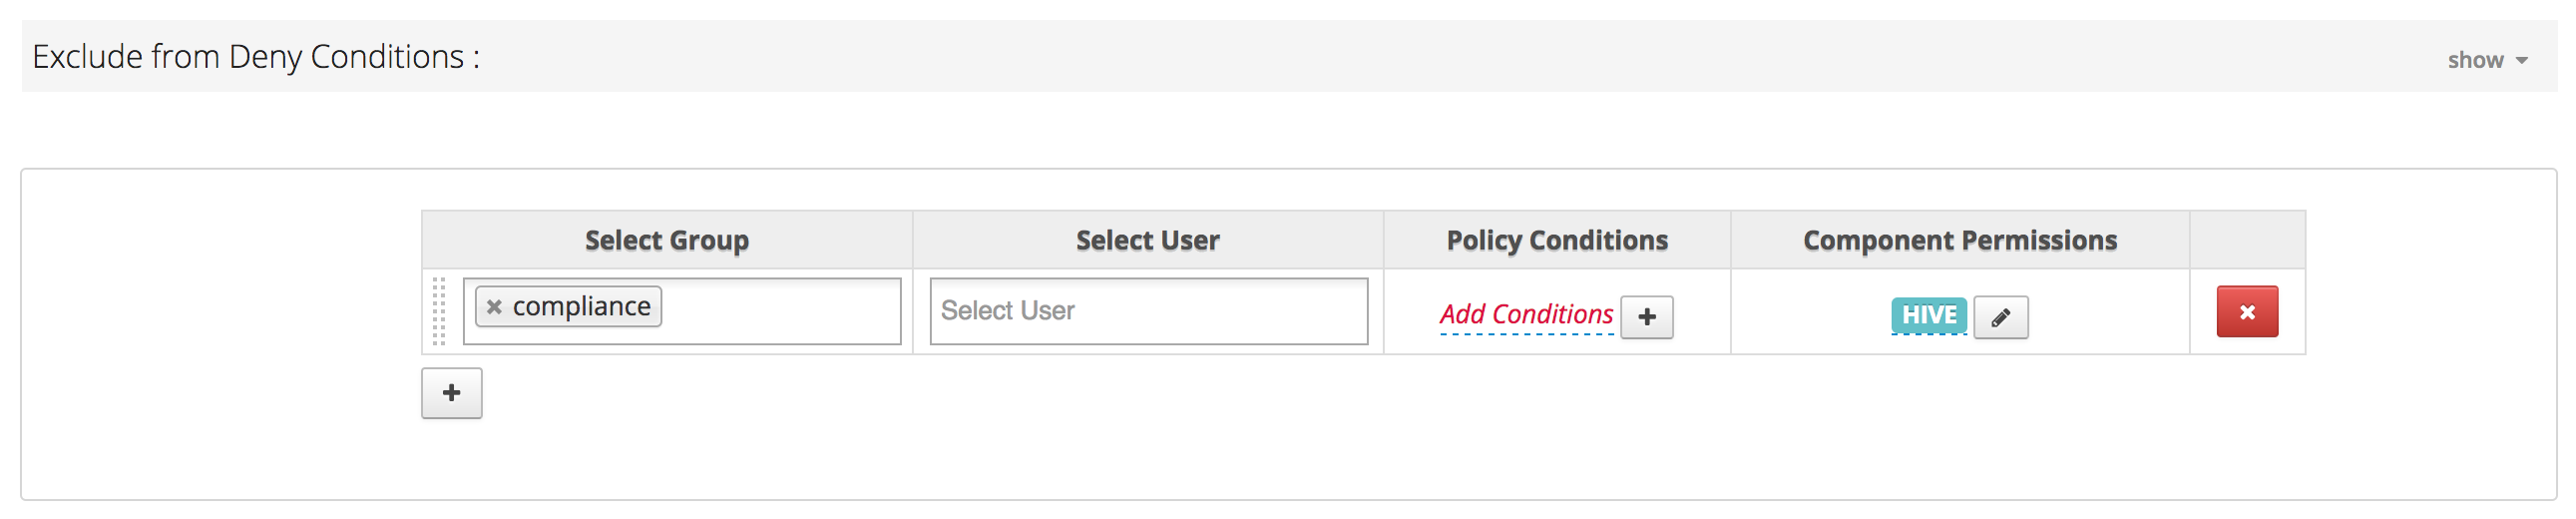 Exclude from Deny Conditions :
show
Select Group Select User Policy Conditions Component Permissions
compliance Select User Add Conditions HIVE